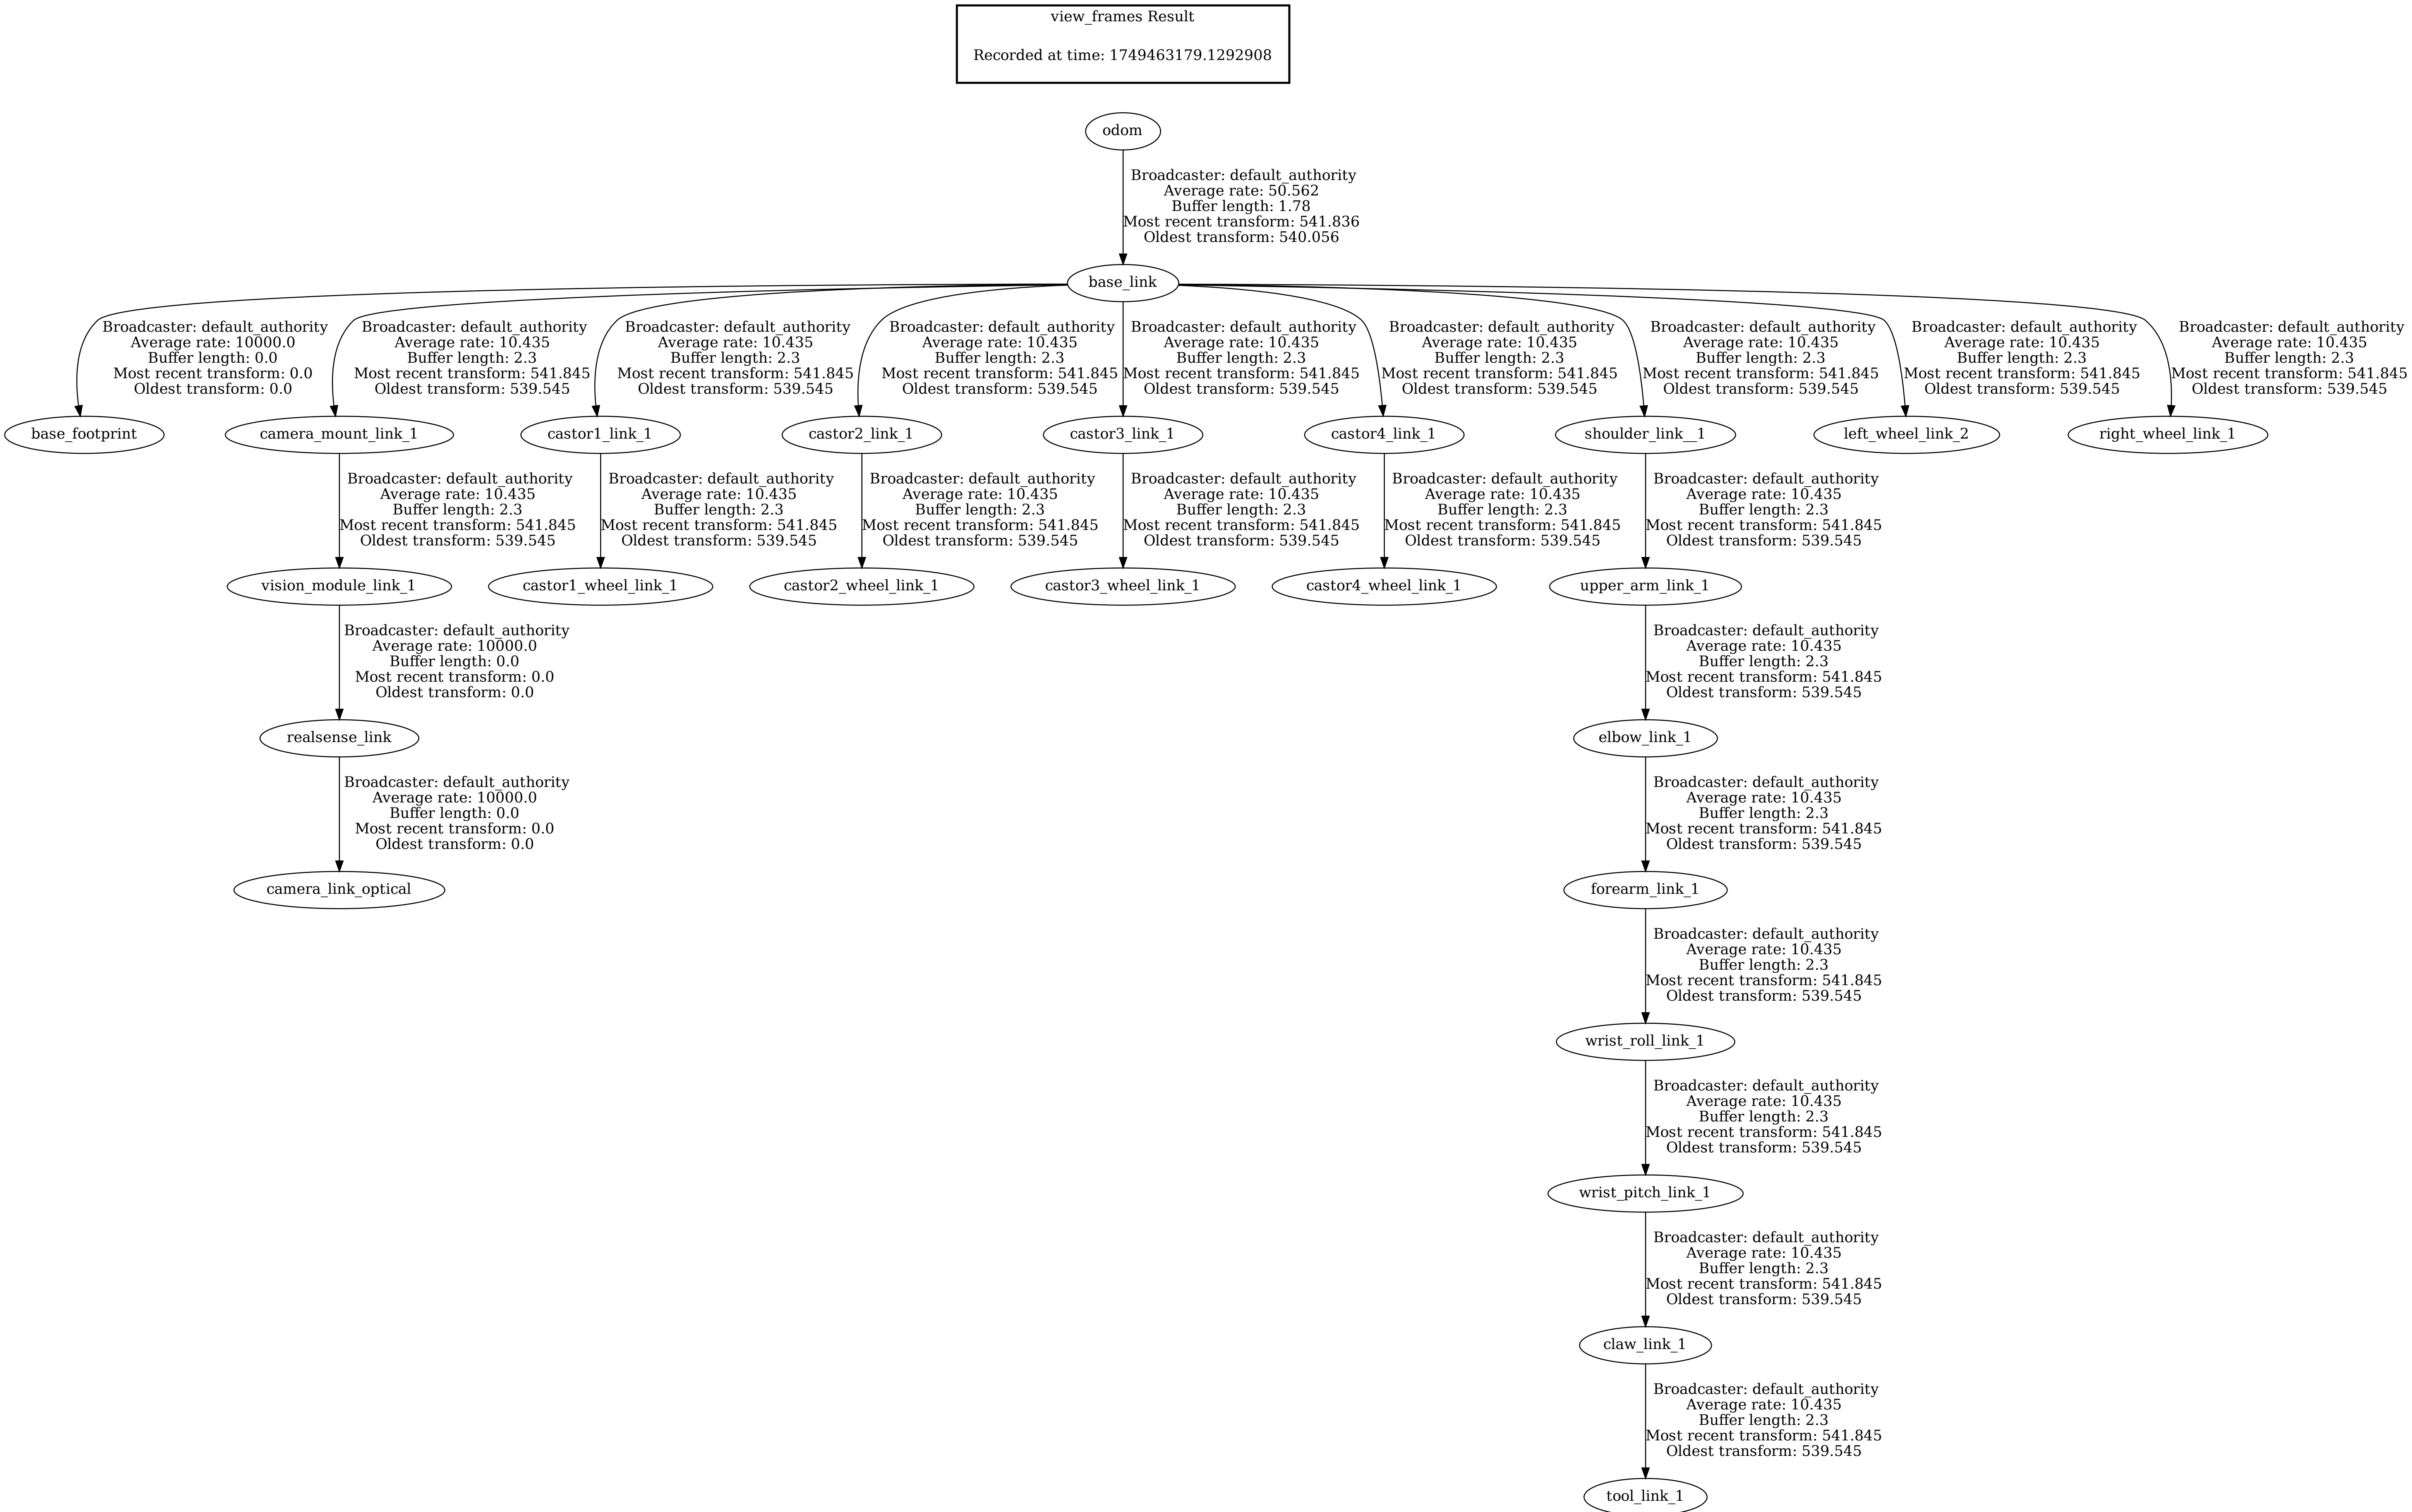 view_frames Result
Recorded at time: 1749463179.1292908
odom
Broadcaster: default_authority
Average rate: 50.562
Buffer length: 1.78
Most recent transform: 541.836
Oldest transform: 540.056
base_link
Broadcaster: default_authority
Average rate: 10000.0
Buffer length: 0.0
Most recent transform: 0.0
Oldest transform: 0.0
Broadcaster: default_authority
Average rate: 10.435
Buffer length: 2.3
Most recent transform: 541.845
Oldest transform: 539.545
Broadcaster: default_authority
Average rate: 10.435
Buffer length: 2.3
Most recent transform: 541.845
Oldest transform: 539.545
Broadcaster: default_authority
Average rate: 10.435
Buffer length: 2.3
Most recent transform: 541.845
Oldest transform: 539.545
Broadcaster: default_authority
Average rate: 10.435
Buffer length: 2.3
Most recent transform: 541.845
Oldest transform: 539.545
Broadcaster: default_authority
Average rate: 10.435
Buffer length: 2.3
Most recent transform: 541.845
Oldest transform: 539.545
Broadcaster: default_authority
Average rate: 10.435
Buffer length: 2.3
Most recent transform: 541.845
Oldest transform: 539.545
Broadcaster: default_authority
Average rate: 10.435
Buffer length: 2.3
Most recent transform: 541.845
Oldest transform: 539.545
Broadcaster: default_authority
Average rate: 10.435
Buffer length: 2.3
Most recent transform: 541.845
Oldest transform: 539.545
base_footprint
camera_mount_link_1
castor1_link_1
castor2_link_1
castor3_link_1
castor4_link_1
shoulder_link__1
left_wheel_link_2
right_wheel_link_1
Broadcaster: default_authority
Average rate: 10.435
Buffer length: 2.3
Most recent transform: 541.845
Oldest transform: 539.545
Broadcaster: default_authority
Average rate: 10.435
Buffer length: 2.3
Most recent transform: 541.845
Oldest transform: 539.545
Broadcaster: default_authority
Average rate: 10.435
Buffer length: 2.3
Most recent transform: 541.845
Oldest transform: 539.545
Broadcaster: default_authority
Average rate: 10.435
Buffer length: 2.3
Most recent transform: 541.845
Oldest transform: 539.545
Broadcaster: default_authority
Average rate: 10.435
Buffer length: 2.3
Most recent transform: 541.845
Oldest transform: 539.545
Broadcaster: default_authority
Average rate: 10.435
Buffer length: 2.3
Most recent transform: 541.845
Oldest transform: 539.545
vision_module_link_1
castor1_wheel_link_1
castor2_wheel_link_1
castor3_wheel_link_1
castor4_wheel_link_1
upper_arm_link_1
Broadcaster: default_authority
Average rate: 10000.0
Buffer length: 0.0
Most recent transform: 0.0
Oldest transform: 0.0
Broadcaster: default_authority
Average rate: 10.435
Buffer length: 2.3
Most recent transform: 541.845
Oldest transform: 539.545
realsense_link
elbow_link_1
Broadcaster: default_authority
Average rate: 10000.0
Buffer length: 0.0
Most recent transform: 0.0
Oldest transform: 0.0
Broadcaster: default_authority
Average rate: 10.435
Buffer length: 2.3
Most recent transform: 541.845
Oldest transform: 539.545
camera_link_optical
forearm_link_1
Broadcaster: default_authority
Average rate: 10.435
Buffer length: 2.3
Most recent transform: 541.845
Oldest transform: 539.545
wrist_roll_link_1
Broadcaster: default_authority
Average rate: 10.435
Buffer length: 2.3
Most recent transform: 541.845
Oldest transform: 539.545
wrist_pitch_link_1
Broadcaster: default_authority
Average rate: 10.435
Buffer length: 2.3
Most recent transform: 541.845
Oldest transform: 539.545
claw_link_1
Broadcaster: default_authority
Average rate: 10.435
Buffer length: 2.3
Most recent transform: 541.845
Oldest transform: 539.545
tool_link_1